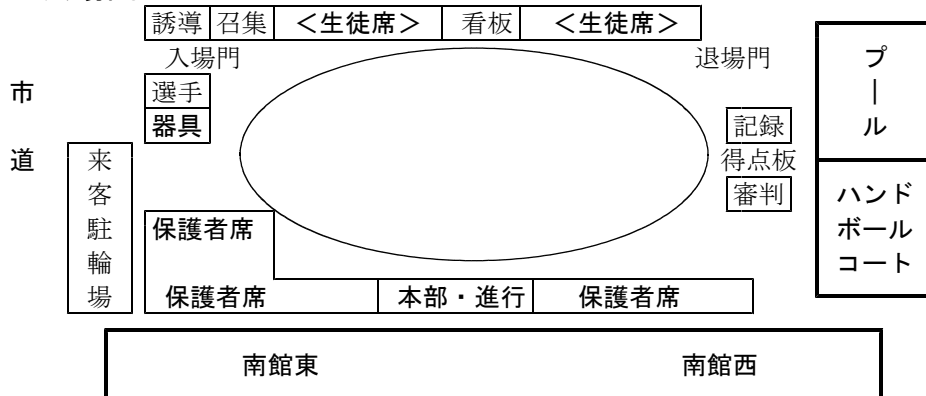 誘導 召集 ＜生徒席＞ 看板 ＜生徒席＞
入場門 退場門
市道
選手
器具
プール
記録
得点板
審判
来客駐輪場
ハンドボールコート
保護者席
保護者席 本部・進行 保護者席
南館東 南館西